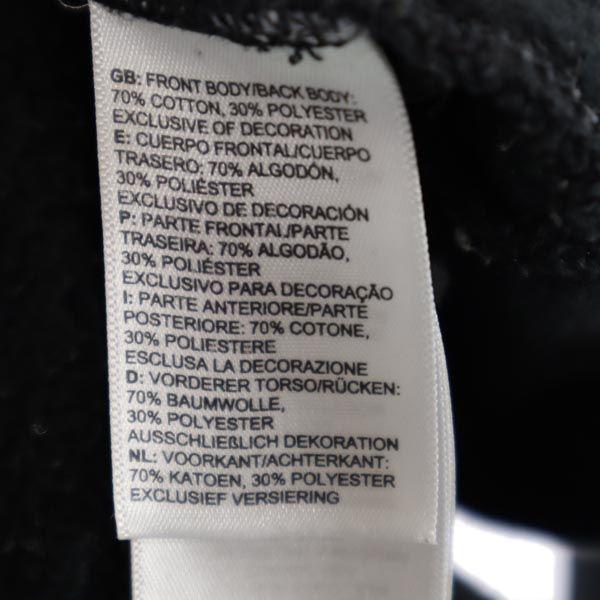 GB: FRONT BODY/BACK BODY:
70% COTTON, 30% POLYESTER
EXCLUSIVE OF DECORATION
E: CUERPO FRONTAL/CUERPO
TRASERO: 70% ALGODÓN,
30% POLIÉSTER
EXCLUSIVO DE DECORACIÓN
P: PARTE FRONTAL/PARTE
TRASEIRA: 70% ALGODÃO,
30% POLIÉSTER
EXCLUSIVO PARA DECORAÇÃO
I: PARTE ANTERIORE/PARTE
POSTERIORE: 70% COTONE,
30% POLIESTERE
ESCLUSA LA DECORAZIONE
D: VORDERER TORSO/RÜCKEN:
70% BAUMWOLLE,
30% POLYESTER
AUSSCHLIEßLICH DEKORATION
NL: VOORKANT/ACHTERKANT:
70% KATOEN, 30% POLYESTER
EXCLUSIEF VERSIERING